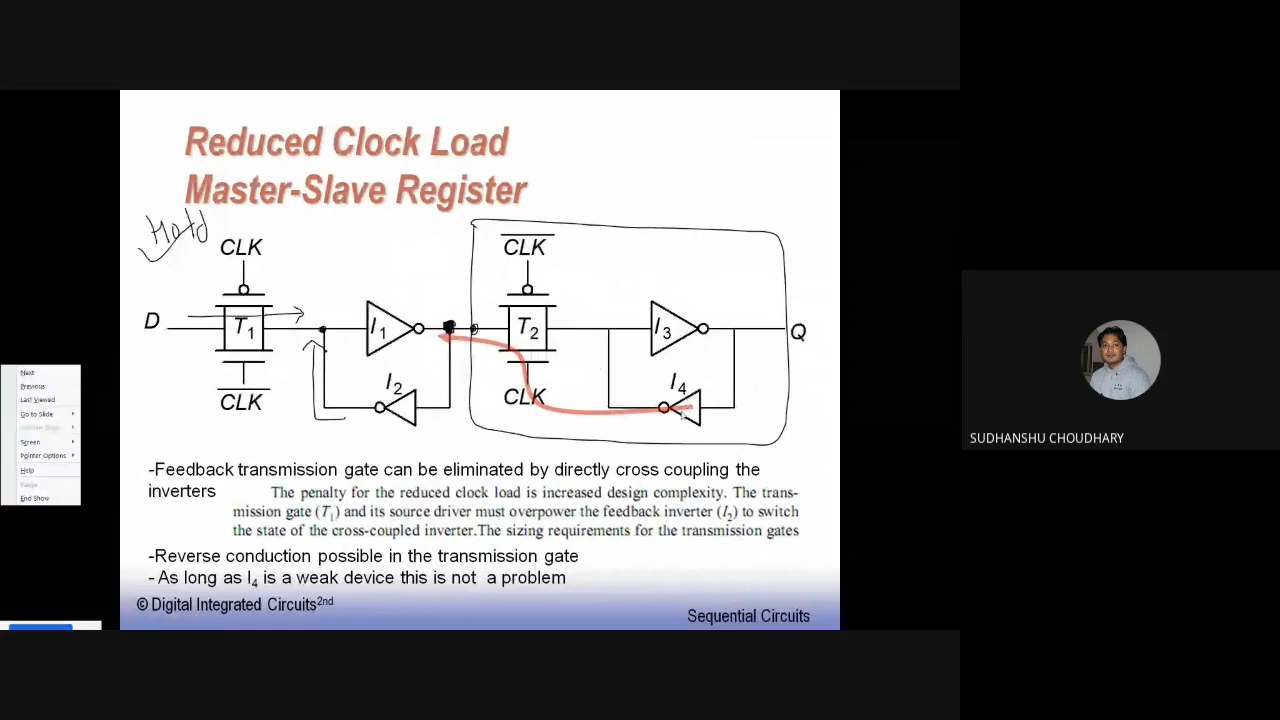 Reduced Clock Load
Master-Slave Register
Hold
CLK
CLK
D
T1
I1
T2
I3
Q
I2
I4
CLK
CLK
Next
Previous
Last Viewed
Go to Slide
Screen
Pointer Options
Help
Pause
End Show
SUDHANSHU CHOUDHARY
-Feedback transmission gate can be eliminated by directly cross coupling the
inverters
The penalty for the reduced clock load is increased design complexity. The trans-
mission gate (T1) and its source driver must overpower the feedback inverter (I2) to switch
the state of the cross-coupled inverter.The sizing requirements for the transmission gates
-Reverse conduction possible in the transmission gate
- As long as I4 is a weak device this is not a problem
© Digital Integrated Circuits2nd
Sequential Circuits